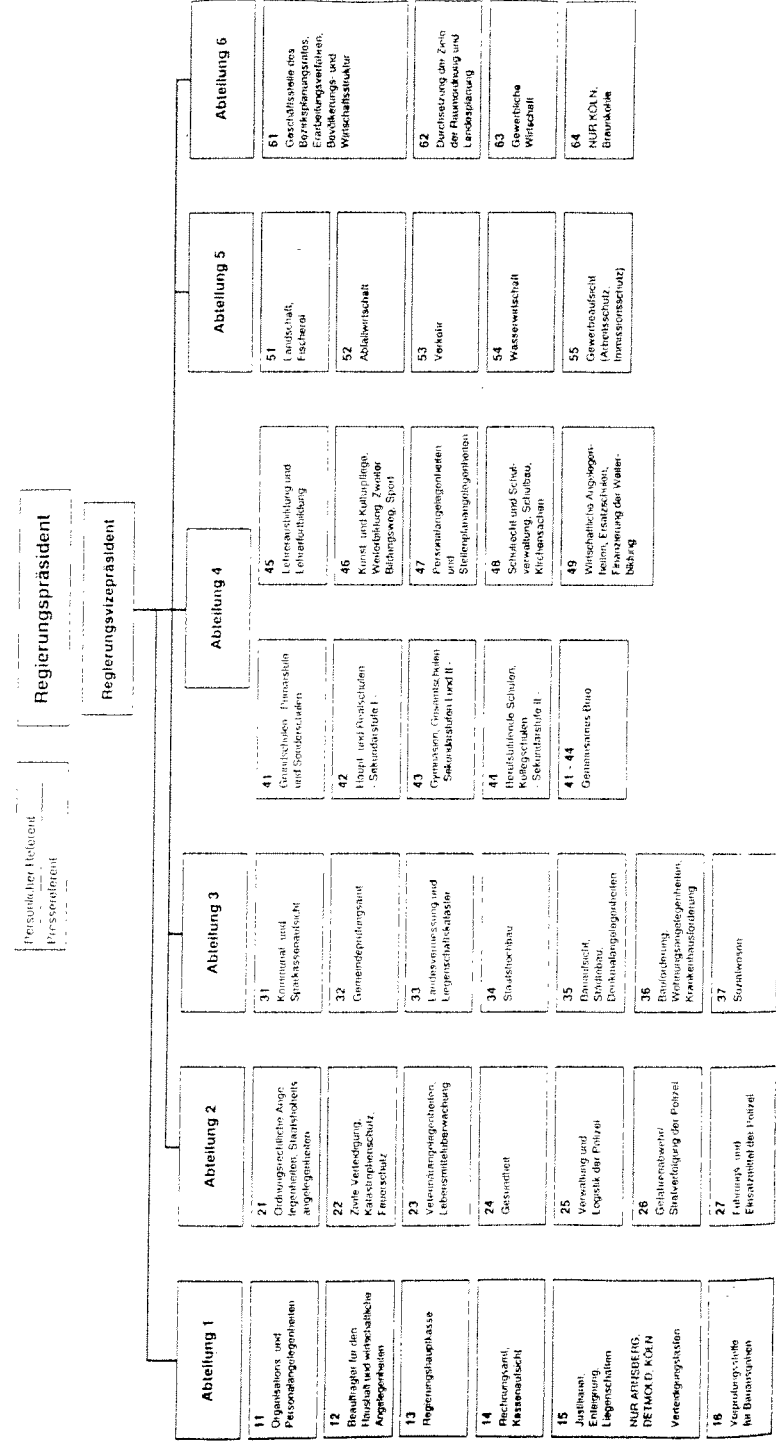 Persönlicher Referent
Pressereferent
Regierungspräsident
Regierungsvizepräsident
Abteilung 1
11
Organisations- und
Personalangelegenheiten
12
Beauftragter für den
Haushalt und wirtschaftliche
Angelegenheiten
13
Regierungshauptkasse
14
Rechnungsamt,
Kassenaufsicht
15
Justitiariat,
Enteignung,
Liegenschaften
NUR ARNSBERG,
DETMOLD, KÖLN
Verteidigungslasten
16
Vorprüfungsstelle
für Bauausgaben
Abteilung 2
21
Ordnungsrechtliche Ange-
legenheiten, Staatshoheits-
angelegenheiten
22
Zivile Verteidigung,
Katastrophenschutz,
Feuerschutz
23
Veterinärangelegenheiten,
Lebensmittelüberwachung
24
Gesundheit
25
Verwaltung und
Logistik der Polizei
26
Gefahrenabwehr/
Strafverfolgung der Polizei
27
Führungs- und
Einsatzmittel der Polizei
Abteilung 3
31
Kommunal- und
Sparkassenaufsicht
32
Gemeindeprüfungsamt
33
Landesvermessung und
Liegenschaftskataster
34
Staatshochbau
35
Bauaufsicht,
Städtebau,
Denkmalangelegenheiten
36
Bauförderung,
Wohnungsangelegenheiten,
Krankenhausförderung
37
Sozialwesen
Abteilung 4
41
Grundschulen - Primarstufe
und Sonderschulen
42
Haupt- und Realschulen
- Sekundarstufe I -
43
Gymnasien, Gesamtschulen
- Sekundarstufen I und II -
44
Berufsbildende Schulen,
Kollegschulen
- Sekundarstufe II -
41 - 44
Gemeinsames Büro
45
Lehrerausbildung und
Lehrerfortbildung
46
Kunst- und Kulturpflege,
Weiterbildung, Zweiter
Bildungsweg, Sport
47
Personalangelegenheiten
und
Stellenplanangelegenheiten
48
Schulrecht und Schul-
verwaltung, Schulbau,
Kirchensachen
49
Wirtschaftliche Angelegen-
heiten, Ersatzschulen,
Finanzierung der Weiter-
bildung
Abteilung 5
51
Landschaft,
Fischerei
52
Abfallwirtschaft
53
Verkehr
54
Wasserwirtschaft
55
Gewerbeaufsicht
(Arbeitsschutz,
Immissionsschutz)
Abteilung 6
61
Geschäftsstelle des
Bezirksplanungsrates,
Erarbeitungsverfahren,
Bevölkerungs- und
Wirtschaftsstruktur
62
Durchsetzung der Ziele
der Raumordnung und
Landesplanung
63
Gewerbliche
Wirtschaft
64
NUR KÖLN,
Braunkohle